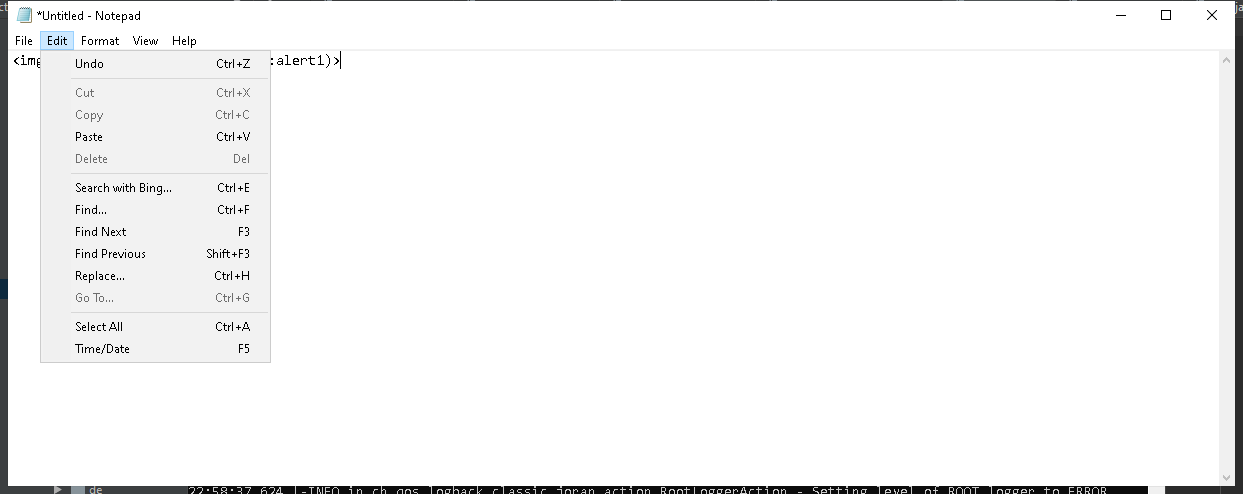 *Untitled - Notepad
File Edit Format View Help
<img :alert1)>
Undo Ctrl+Z
Cut Ctrl+X
Copy Ctrl+C
Paste Ctrl+V
Delete Del
Search with Bing... Ctrl+E
Find... Ctrl+F
Find Next F3
Find Previous Shift+F3
Replace... Ctrl+H
Go To... Ctrl+G
Select All Ctrl+A
Time/Date F5
de 22:58:37,624 |-INFO in ch.qos.logback.classic.joran.action.RootLoggerAction - Setting level of ROOT logger to ERROR